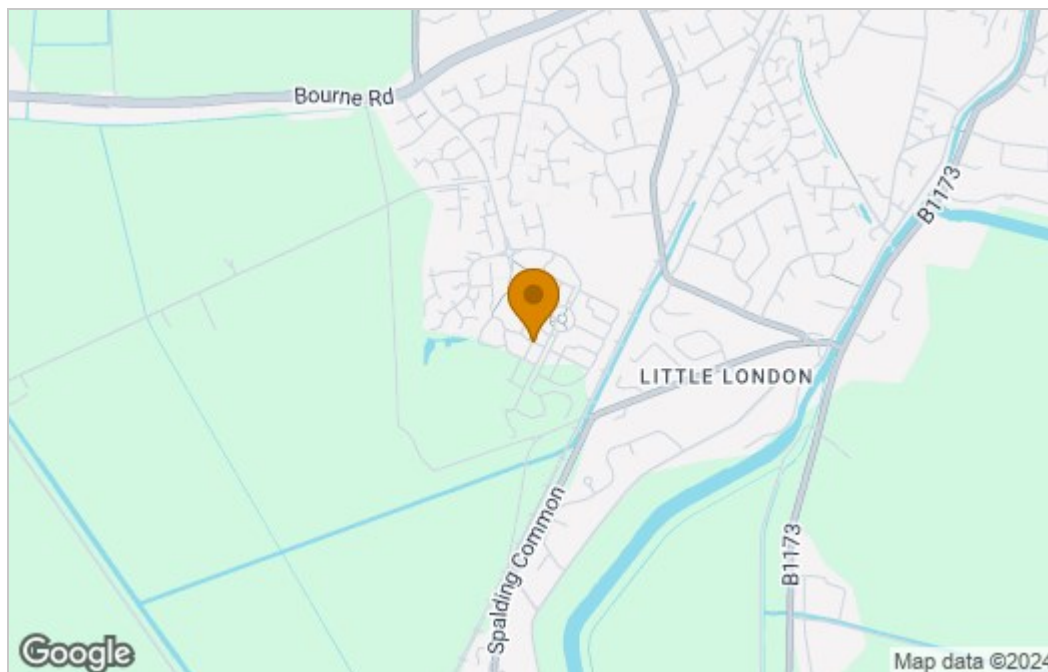 Bourne Rd
B1173
LITTLE LONDON
Spalding Common
B1173
Google
Map data ©2024